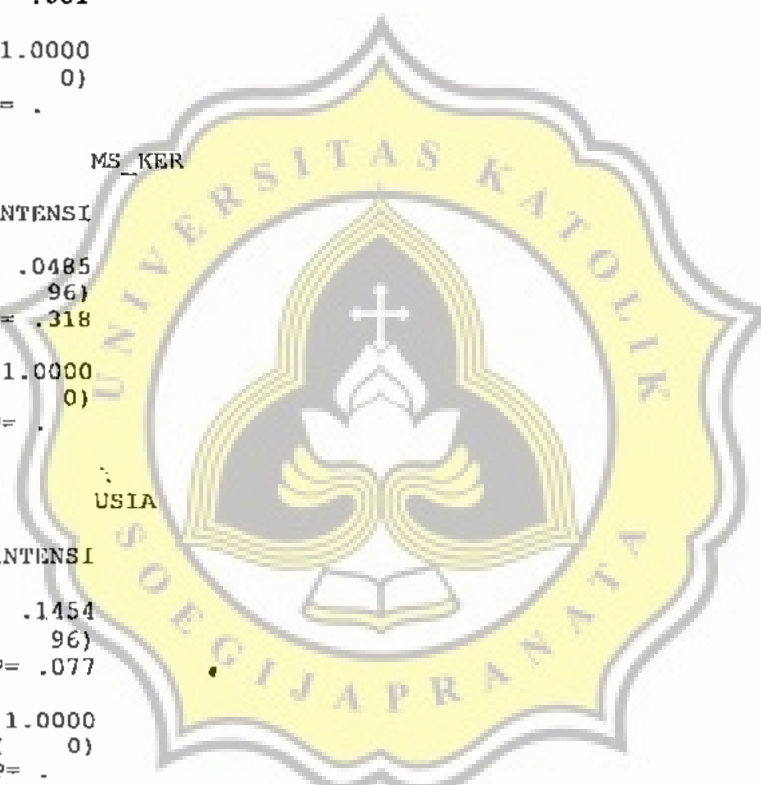 .001
1.0000
0)
= .
MS_KER
NTENSI
.0485
96)
= .318
1.0000
0)
= .
USIA
NTENSI
.1454
96)
= .077
1.0000
( 0)
= .
UNIVERSITAS KATOLIK
SOEGIJAPRANATA